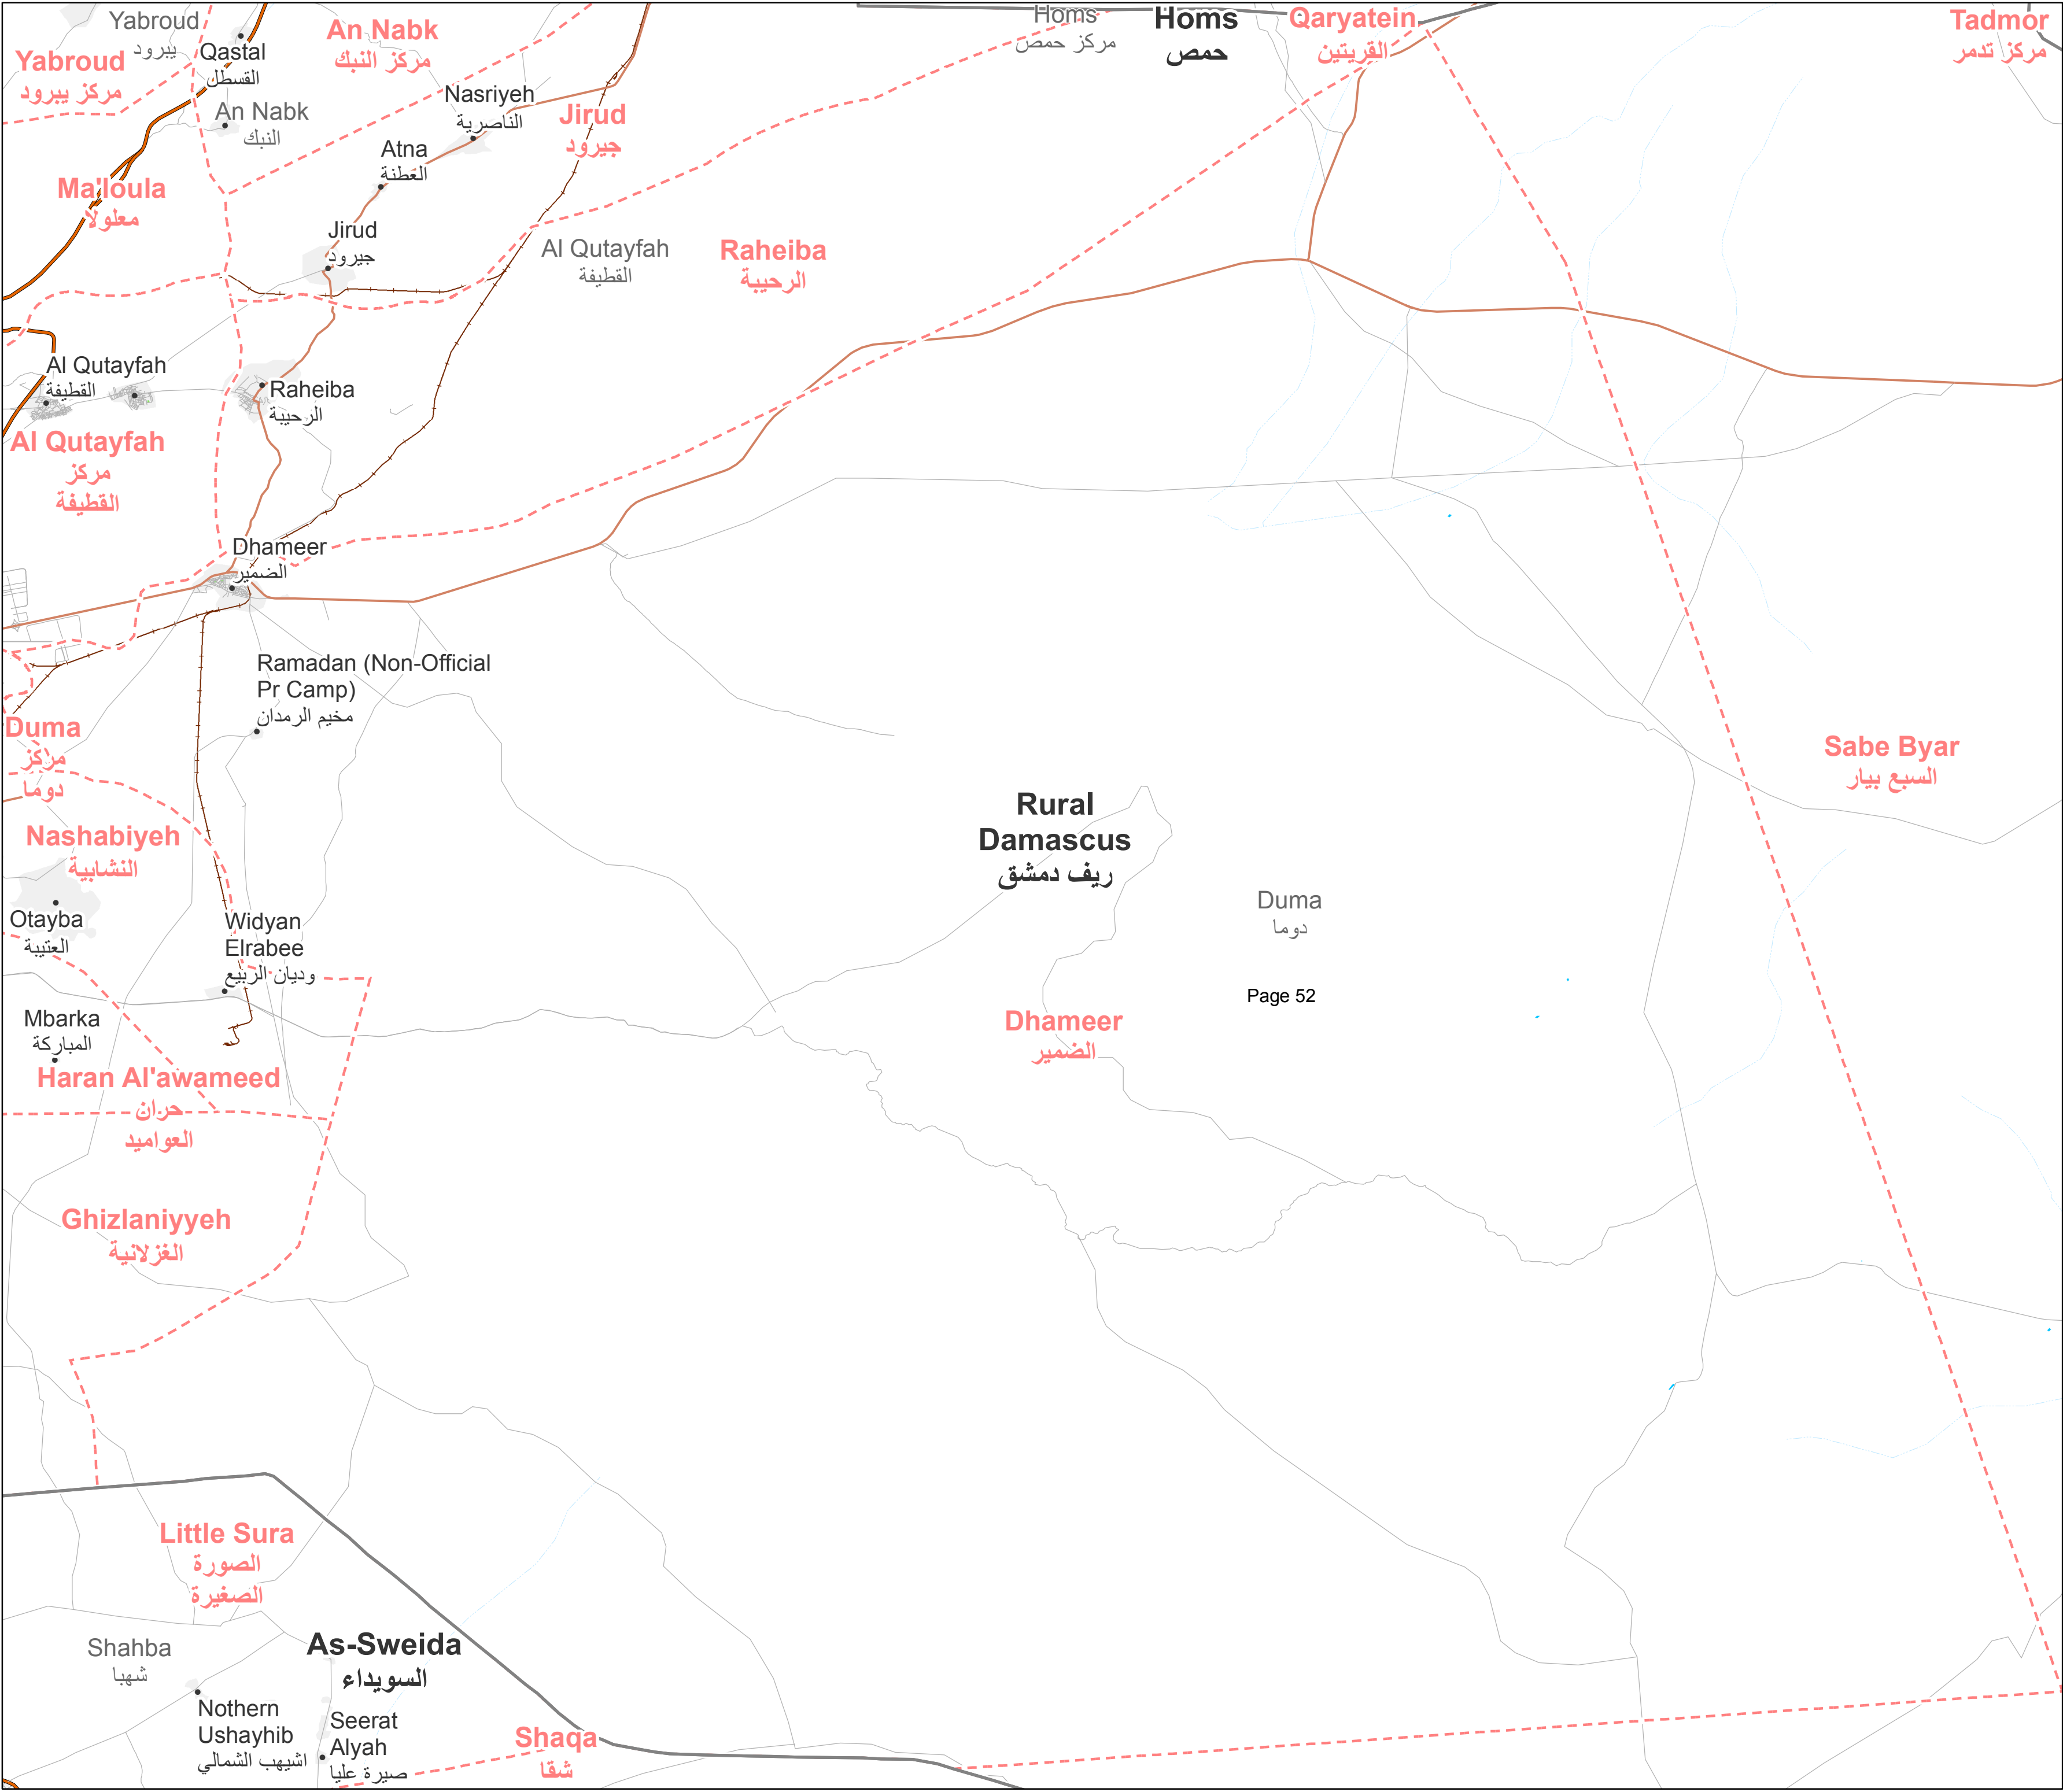 Yabroud
يبرود
Qastal
القسطل
An Nabk
مركز النبك
Homs
مركز حمص
Homs
حمص
Qaryatein
القريتين
Tadmor
مركز تدمر
Yabroud
مركز يبرود
An Nabk
النبك
Nasriyeh
الناصرية
Jirud
جيرود
Atna
العطنة
Ma'loula
معلولا
Jirud
جيرود
Al Qutayfah
القطيفة
Raheiba
الرحيبة
Al Qutayfah
القطيفة
Raheiba
الرحيبة
Al Qutayfah
مركز
القطيفة
Dhameer
الضمير
Ramadan (Non-Official
Pr Camp)
مخيم الرمدان
Duma
مركز
دوما
Sabe Byar
السبع بيار
Rural
Damascus
ريف دمشق
Nashabiyeh
النشابية
Duma
دوما
Otayba
العتيبة
Widyan
Elrabee
وديان الربيع
Page 52
Mbarka
المباركة
Dhameer
الضمير
Haran Al'awameed
حران
العواميد
Ghizlaniyyeh
الغزلانية
Little Sura
الصورة
الصغيرة
Shahba
شهبا
As-Sweida
السويداء
Nothern
Ushayhib
اشيهب الشمالي
Seerat
Alyah
صيرة عليا
Shaqa
شقا